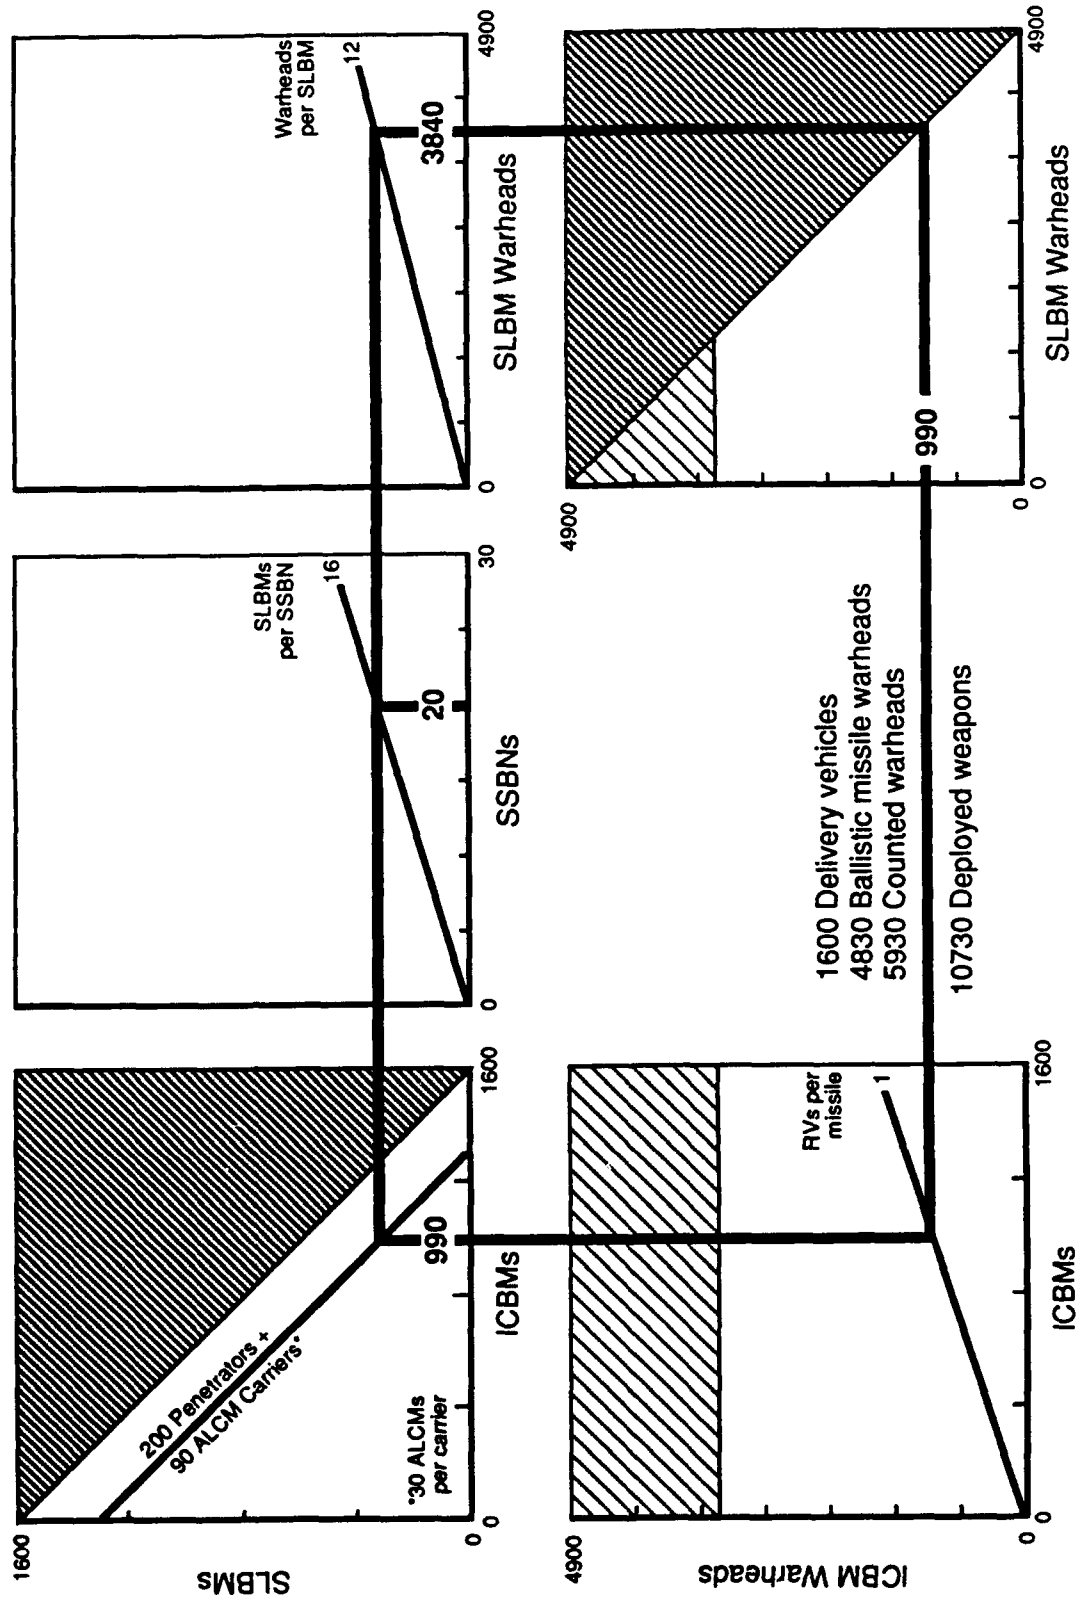 1600
SLBMs
0
200 Penetrators +
90 ALCM Carriers*
*30 ALCMs
per carrier
990
0
1600
ICBMs
SLBMs
per SSBN
16
20
0
30
SSBNs
Warheads
per SLBM
12
3840
0
4900
SLBM Warheads
4900
ICBM Warheads
0
RVs per
missile
1
0
1600
ICBMs
1600 Delivery vehicles
4830 Ballistic missile warheads
5930 Counted warheads
10730 Deployed weapons
4900
0
990
0
4900
SLBM Warheads